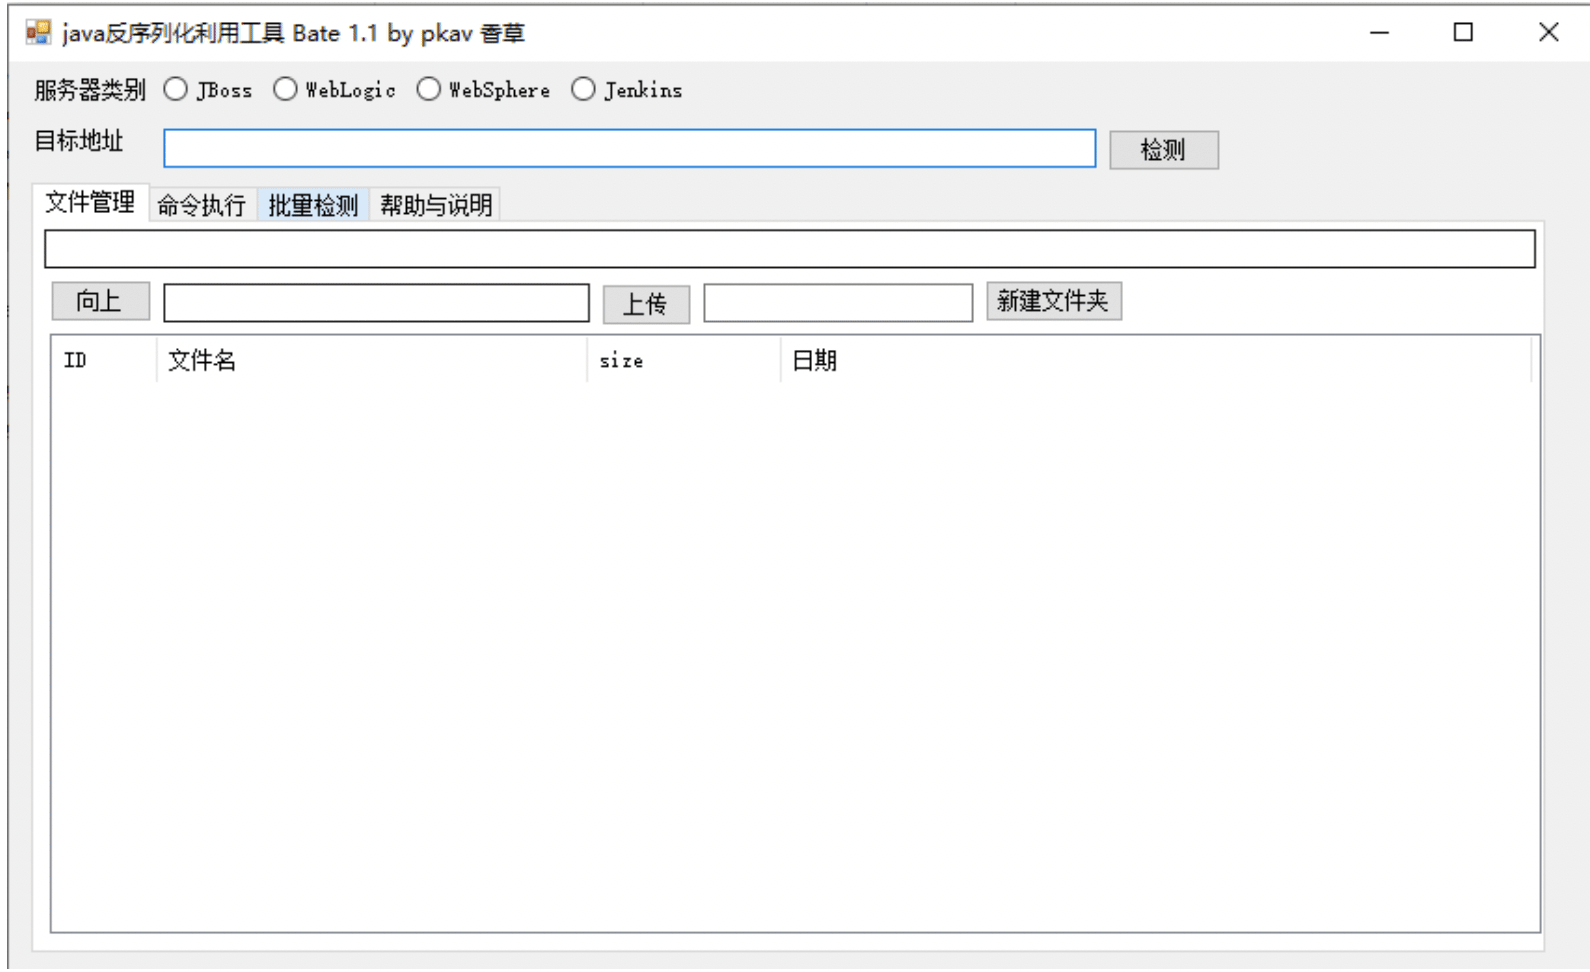 java反序列化利用工具 Bate 1.1 by pkav 香草
服务器类别 JBoss WebLogic WebSphere Jenkins
目标地址 检测
文件管理 命令执行 批量检测 帮助与说明
向上 上传 新建文件夹
ID 文件名 size 日期